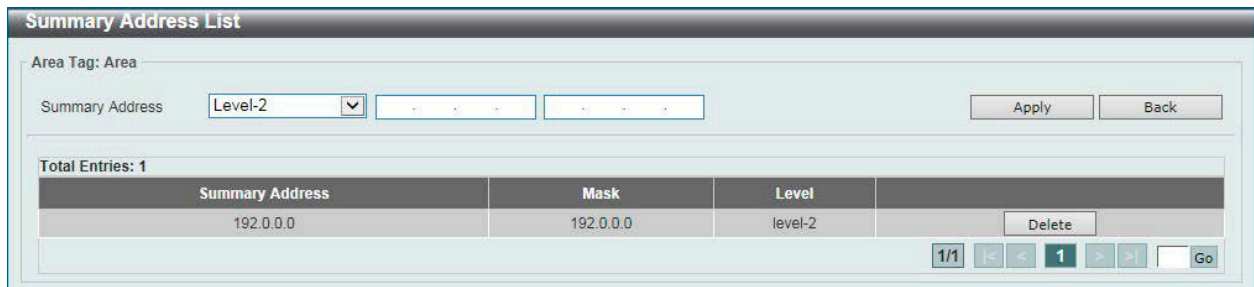 Summary Address List
Area Tag: Area
Summary Address Level-2 . . . . . . Apply Back
Total Entries: 1
Summary Address Mask Level
192.0.0.0 192.0.0.0 level-2 Delete
1/1 |< < 1 > >| Go